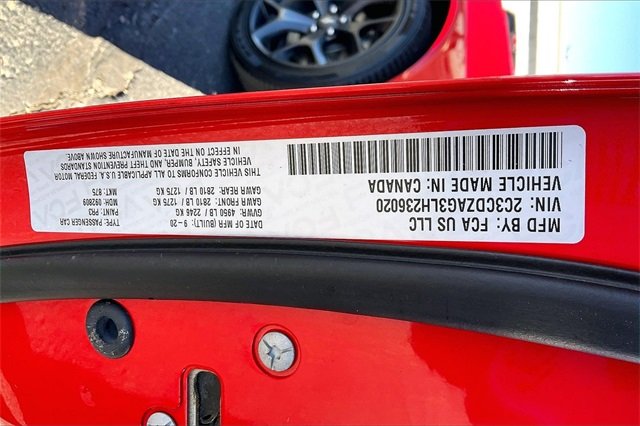 MFD BY: FCA US LLC
VIN: 2C3CDZAG3LH236020
VEHICLE MADE IN: CANADA
DATE OF MFR (BUILT): 9-20
GVWR: 4950 LB 2246 KG
GAWR FRONT: 2810 LB 1275 KG
GAWR REAR: 2810 LB 1275 KG
TYPE: PASSENGER CAR
PAINT: PR3
MDH: 092809
MKT: 875
THIS VEHICLE CONFORMS TO ALL APPLICABLE U.S.A. FEDERAL MOTOR
VEHICLE SAFETY, BUMPER, AND THEFT PREVENTION STANDARDS
IN EFFECT ON THE DATE OF MANUFACTURE SHOWN ABOVE.